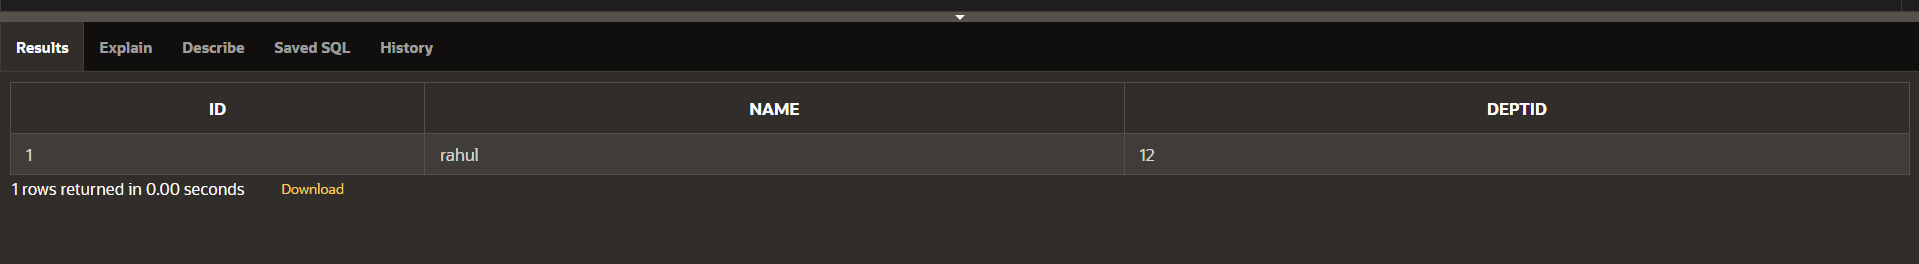 Results Explain Describe Saved SQL History
ID NAME DEPTID
1 rahul 12
1 rows returned in 0.00 seconds Download